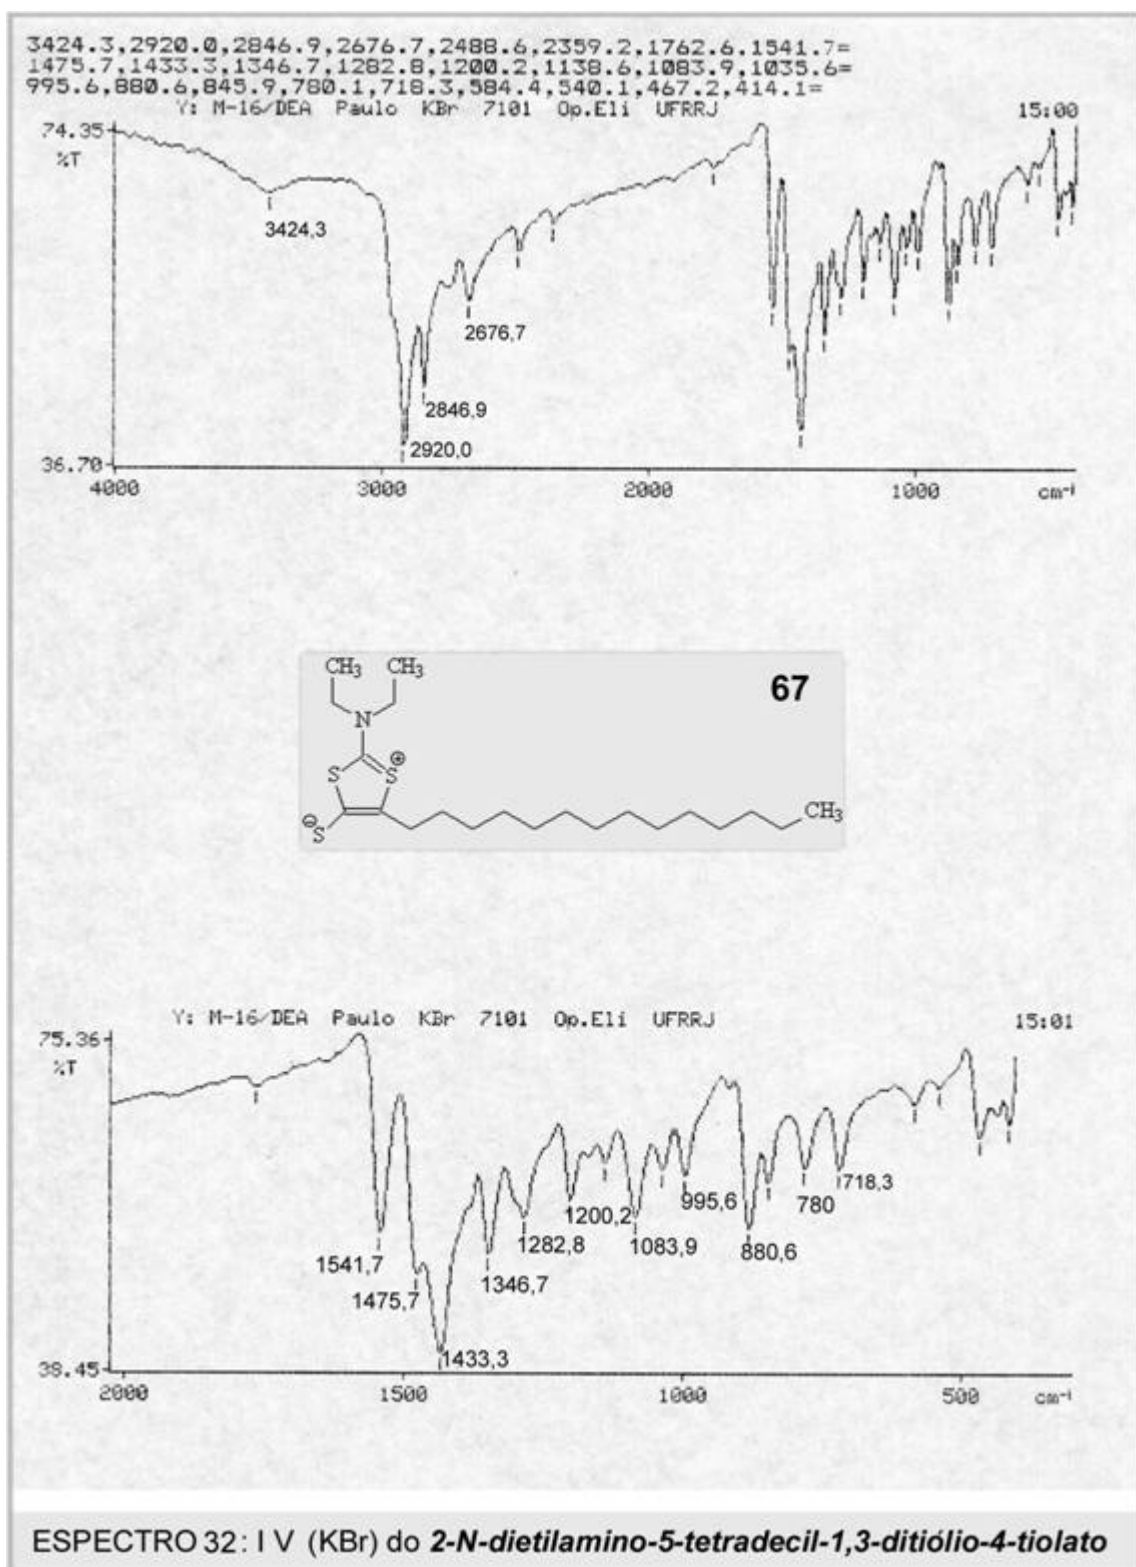 3424.3,2920.0,2846.9,2676.7,2488.6,2359.2,1762.6.1541.7=
1475.7,1433.3,1346.7,1282.8,1200.2,1138.6,1083.9,1035.6=
995.6,880.6,845.9,780.1,718.3,584.4,540.1,467.2,414.1=
Y: M-16/DEA Paulo KBr 7101 Op.Eli UFRRJ 15:00
74.35
%T
3424,3
2676,7
2846,9
2920,0
36.70
4000 3000 2000 1000 cm⁻¹
CH₃ CH₃
67
N
S S⊕
CH₃
⊖S
Y: M-16/DEA Paulo KBr 7101 Op.Eli UFRRJ 15:01
75.36
%T
718,3
995,6 780
1200,2
1282,8 1083,9 880,6
1541,7
1346,7
1475,7
1433,3
38.45
2000 1500 1000 500 cm⁻¹
ESPECTRO 32: I V (KBr) do 2-N-dietilamino-5-tetradecil-1,3-ditiólio-4-tiolato